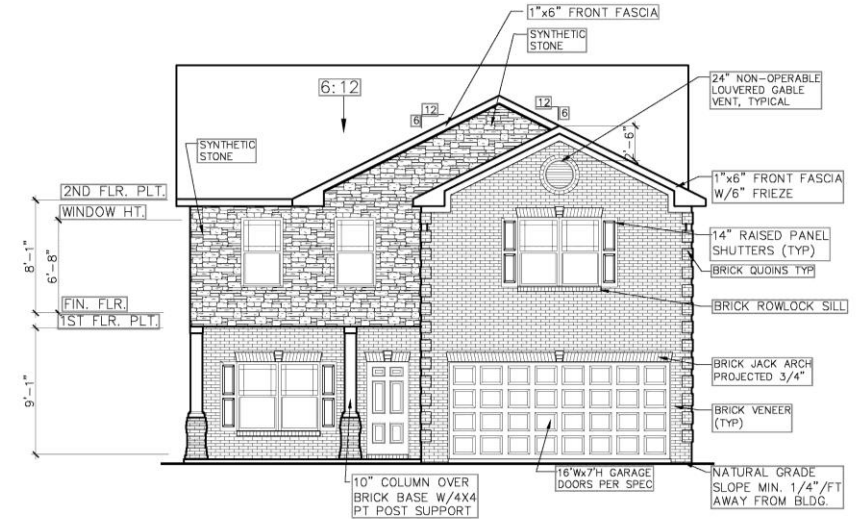 1"x6" FRONT FASCIA
SYNTHETIC
STONE
6:12
12
6
12
6
24" NON-OPERABLE
LOUVERED GABLE
VENT, TYPICAL
2'-6"
SYNTHETIC
STONE
1"x6" FRONT FASCIA
W/6" FRIEZE
2ND FLR. PLT.
WINDOW HT.
14" RAISED PANEL
SHUTTERS (TYP)
8'-1"
6'-8"
BRICK QUOINS TYP
FIN. FLR.
1ST FLR. PLT.
BRICK ROWLOCK SILL
BRICK JACK ARCH
PROJECTED 3/4"
9'-1"
BRICK VENEER
(TYP)
10" COLUMN OVER
BRICK BASE W/4X4
PT POST SUPPORT
16'Wx7'H GARAGE
DOORS PER SPEC
NATURAL GRADE
SLOPE MIN. 1/4"/FT
AWAY FROM BLDG.